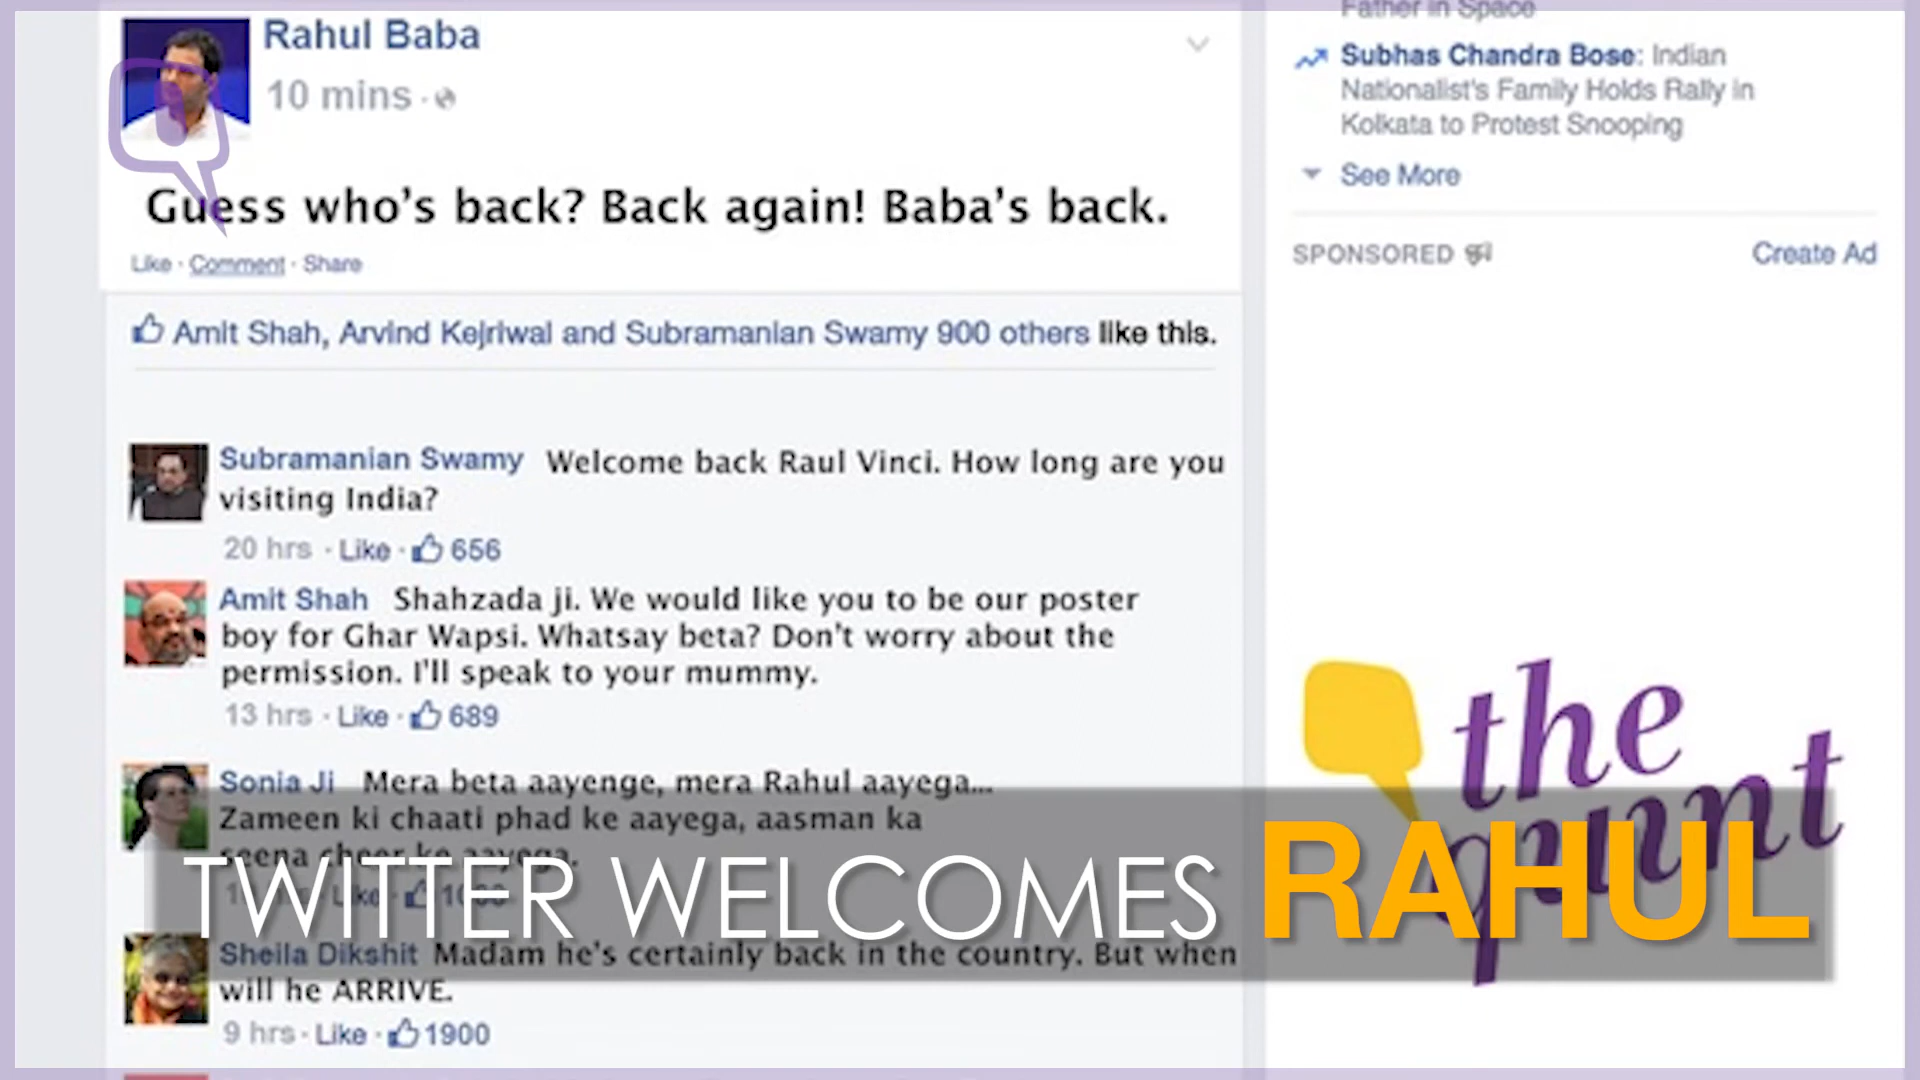 Rahul Baba
10 mins ·
Guess who's back? Back again! Baba's back.
Like · Comment · Share
Amit Shah, Arvind Kejriwal and Subramanian Swamy 900 others like this.
Subramanian Swamy Welcome back Raul Vinci. How long are you
visiting India?
20 hrs · Like · 656
Amit Shah Shahzada ji. We would like you to be our poster
boy for Ghar Wapsi. Whatsay beta? Don't worry about the
permission. I'll speak to your mummy.
13 hrs · Like · 689
Sonia Ji Mera beta aayenge, mera Rahul aayega...
Zameen ki chaati phad ke aayega, aasman ka
seena cheer ke aayega.
Like
TWITTER WELCOMES RAHUL
Sheila Dikshit Madam he's certainly back in the country. But when
will he ARRIVE.
9 hrs · Like · 1900
Father in Space
Subhas Chandra Bose: Indian
Nationalist's Family Holds Rally in
Kolkata to Protest Snooping
See More
SPONSORED
Create Ad
the
quint